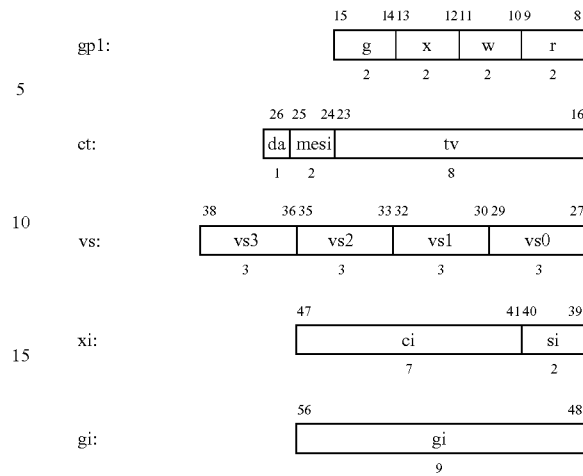 15 14 13 12 11 10 9 8
gp1: g x w r
2 2 2 2
5
26 25 24 23 16
ct: da mesi tv
1 2 8
10
38 36 35 33 32 30 29 27
vs: vs3 vs2 vs1 vs0
3 3 3 3
47 41 40 39
xi: ci si
15
7 2
56 48
gi: gi
9